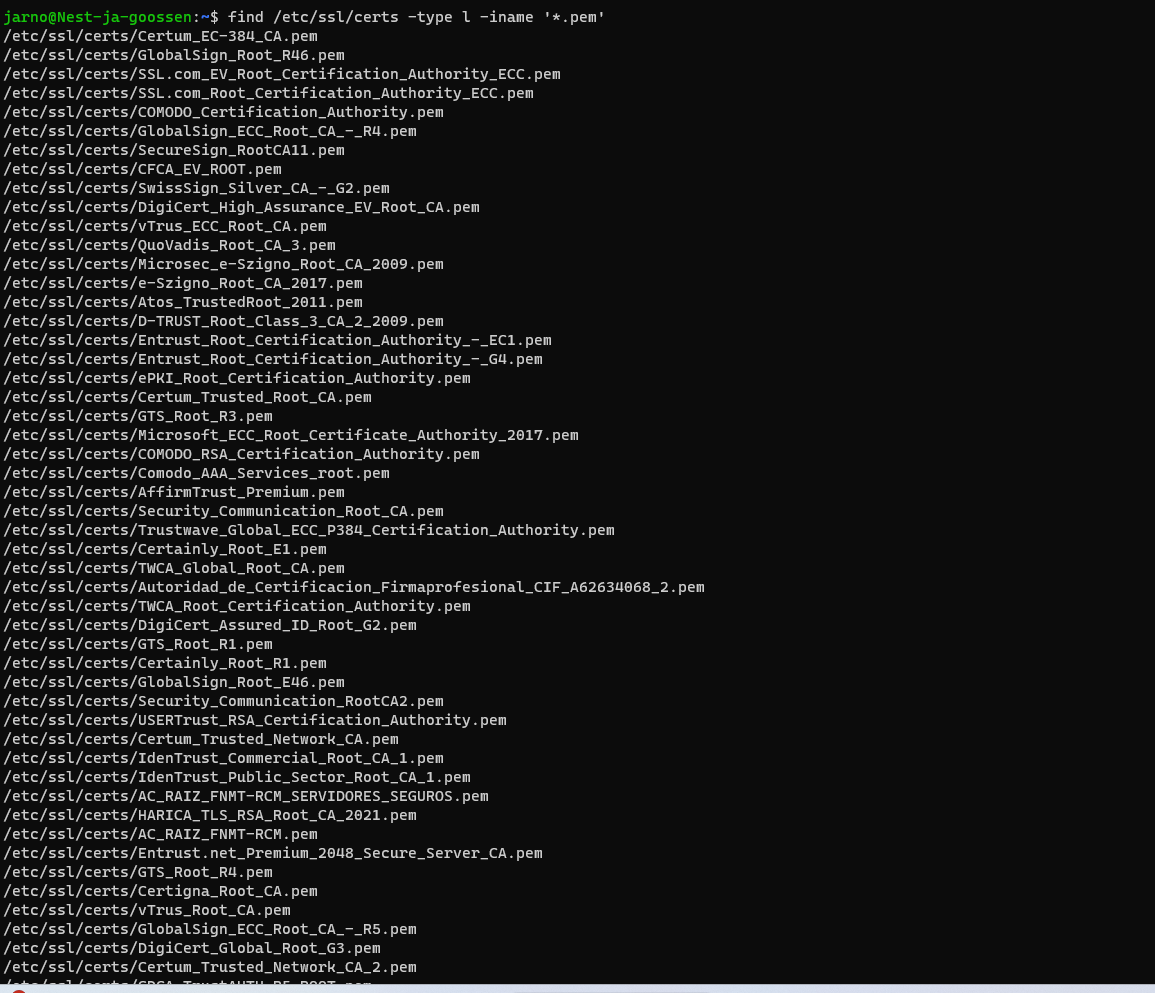 jarno@Nest-ja-goossen:~$ find /etc/ssl/certs -type l -iname '*.pem'
/etc/ssl/certs/Certum_EC-384_CA.pem
/etc/ssl/certs/GlobalSign_Root_R46.pem
/etc/ssl/certs/SSL.com_EV_Root_Certification_Authority_ECC.pem
/etc/ssl/certs/SSL.com_Root_Certification_Authority_ECC.pem
/etc/ssl/certs/COMODO_Certification_Authority.pem
/etc/ssl/certs/GlobalSign_ECC_Root_CA_-_R4.pem
/etc/ssl/certs/SecureSign_RootCA11.pem
/etc/ssl/certs/CFCA_EV_ROOT.pem
/etc/ssl/certs/SwissSign_Silver_CA_-_G2.pem
/etc/ssl/certs/DigiCert_High_Assurance_EV_Root_CA.pem
/etc/ssl/certs/vTrus_ECC_Root_CA.pem
/etc/ssl/certs/QuoVadis_Root_CA_3.pem
/etc/ssl/certs/Microsec_e-Szigno_Root_CA_2009.pem
/etc/ssl/certs/e-Szigno_Root_CA_2017.pem
/etc/ssl/certs/Atos_TrustedRoot_2011.pem
/etc/ssl/certs/D-TRUST_Root_Class_3_CA_2_2009.pem
/etc/ssl/certs/Entrust_Root_Certification_Authority_-_EC1.pem
/etc/ssl/certs/Entrust_Root_Certification_Authority_-_G4.pem
/etc/ssl/certs/ePKI_Root_Certification_Authority.pem
/etc/ssl/certs/Certum_Trusted_Root_CA.pem
/etc/ssl/certs/GTS_Root_R3.pem
/etc/ssl/certs/Microsoft_ECC_Root_Certificate_Authority_2017.pem
/etc/ssl/certs/COMODO_RSA_Certification_Authority.pem
/etc/ssl/certs/Comodo_AAA_Services_root.pem
/etc/ssl/certs/AffirmTrust_Premium.pem
/etc/ssl/certs/Security_Communication_Root_CA.pem
/etc/ssl/certs/Trustwave_Global_ECC_P384_Certification_Authority.pem
/etc/ssl/certs/Certainly_Root_E1.pem
/etc/ssl/certs/TWCA_Global_Root_CA.pem
/etc/ssl/certs/Autoridad_de_Certificacion_Firmaprofesional_CIF_A62634068_2.pem
/etc/ssl/certs/TWCA_Root_Certification_Authority.pem
/etc/ssl/certs/DigiCert_Assured_ID_Root_G2.pem
/etc/ssl/certs/GTS_Root_R1.pem
/etc/ssl/certs/Certainly_Root_R1.pem
/etc/ssl/certs/GlobalSign_Root_E46.pem
/etc/ssl/certs/Security_Communication_RootCA2.pem
/etc/ssl/certs/USERTrust_RSA_Certification_Authority.pem
/etc/ssl/certs/Certum_Trusted_Network_CA.pem
/etc/ssl/certs/IdenTrust_Commercial_Root_CA_1.pem
/etc/ssl/certs/IdenTrust_Public_Sector_Root_CA_1.pem
/etc/ssl/certs/AC_RAIZ_FNMT-RCM_SERVIDORES_SEGUROS.pem
/etc/ssl/certs/HARICA_TLS_RSA_Root_CA_2021.pem
/etc/ssl/certs/AC_RAIZ_FNMT-RCM.pem
/etc/ssl/certs/Entrust.net_Premium_2048_Secure_Server_CA.pem
/etc/ssl/certs/GTS_Root_R4.pem
/etc/ssl/certs/Certigna_Root_CA.pem
/etc/ssl/certs/vTrus_Root_CA.pem
/etc/ssl/certs/GlobalSign_ECC_Root_CA_-_R5.pem
/etc/ssl/certs/DigiCert_Global_Root_G3.pem
/etc/ssl/certs/Certum_Trusted_Network_CA_2.pem